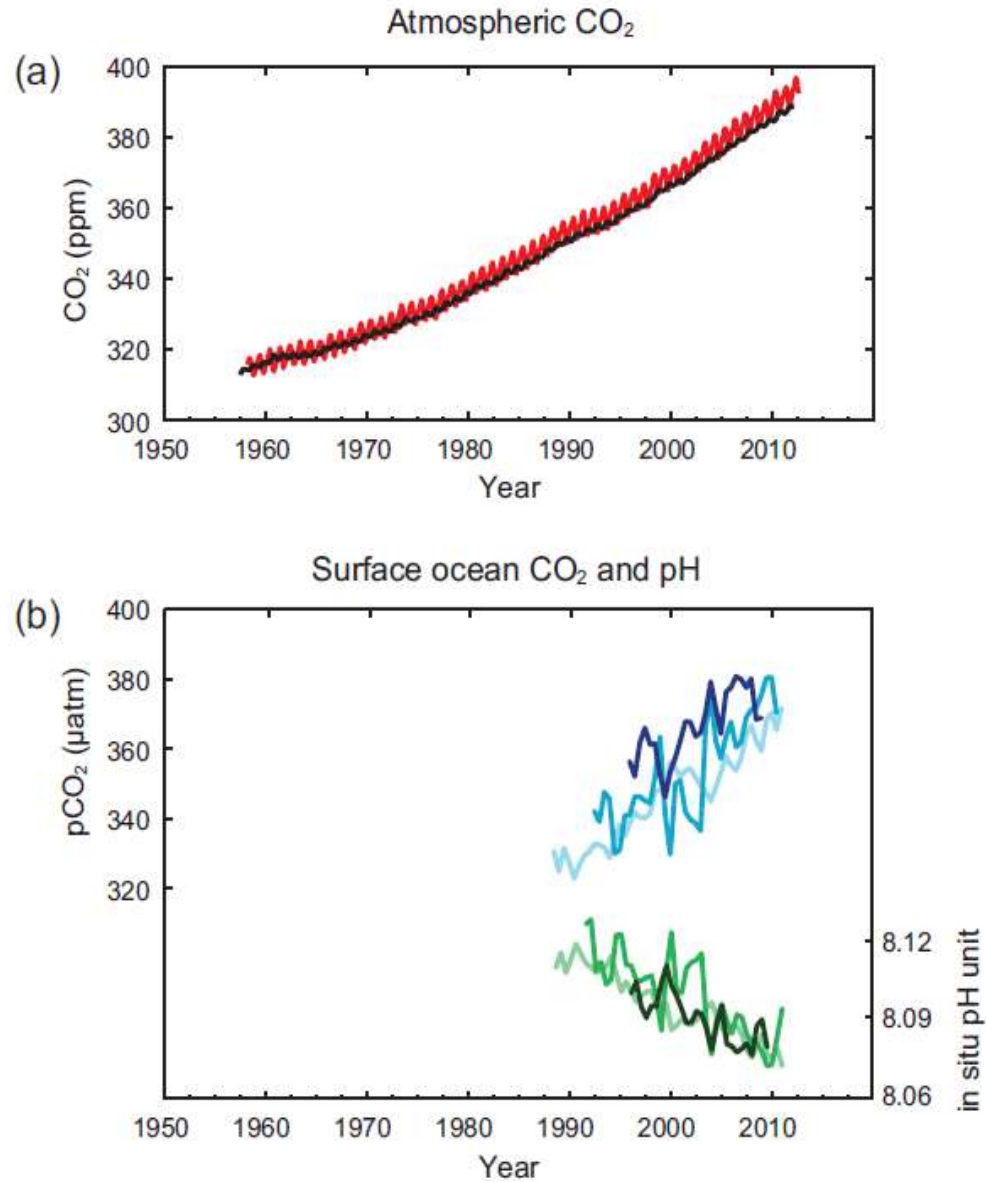 Atmospheric CO₂
(a)
400
380
360
340
320
300
CO₂ (ppm)
1950 1960 1970 1980 1990 2000 2010
Year
Surface ocean CO₂ and pH
(b)
400
380
360
340
320
pCO₂ (µatm)
8.12
8.09
8.06
in situ pH unit
1950 1960 1970 1980 1990 2000 2010
Year